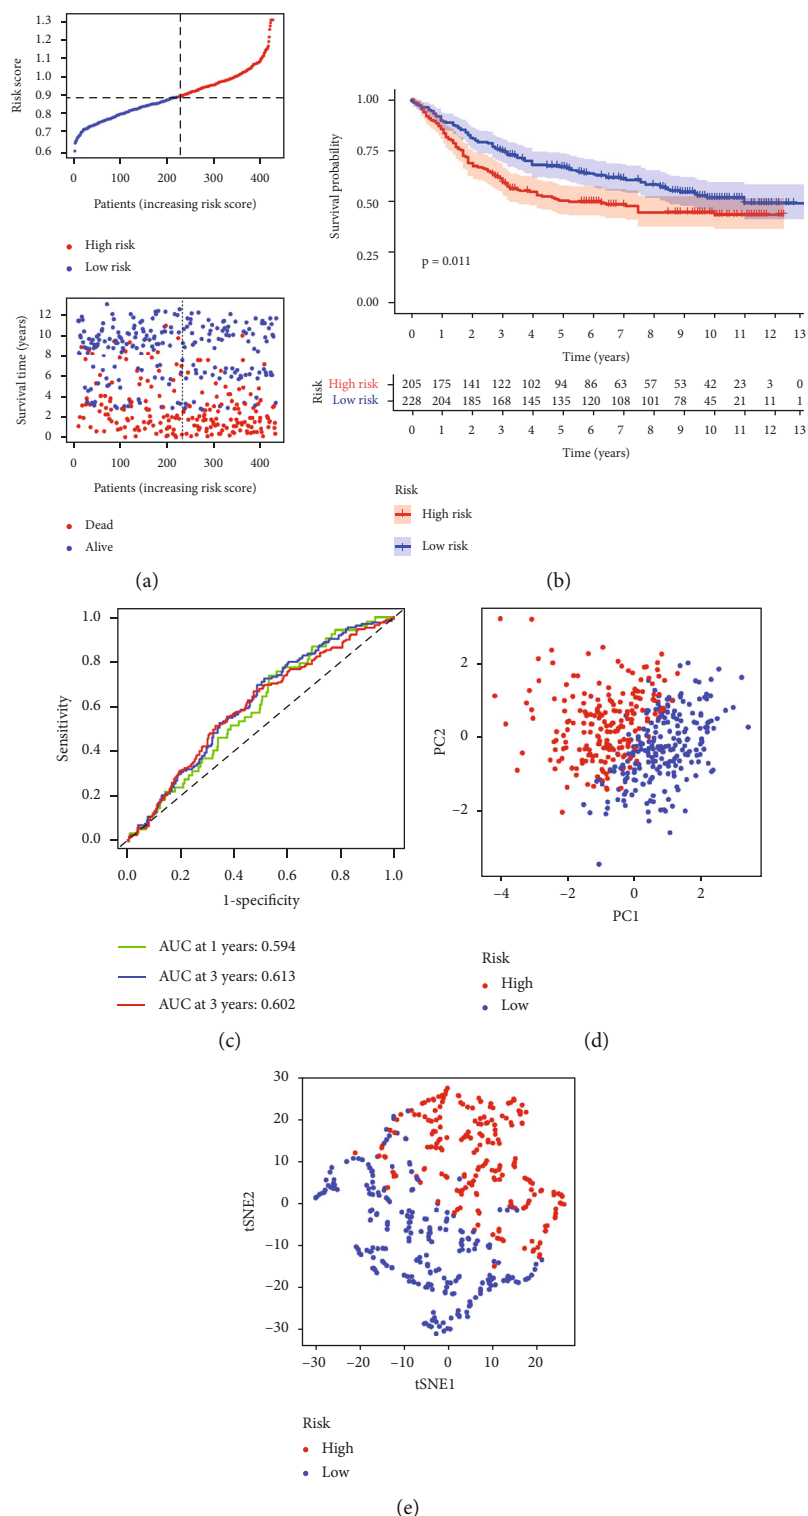 1.3
1.2
1.1
1.0
0.9
0.8
0.7
0.6
Risk score
0 100 200 300 400
Patients (increasing risk score)
High risk
Low risk
12
10
8
6
4
2
0
Survival time (years)
0 100 200 300 400
Patients (increasing risk score)
Dead
Alive
(a)
1.00
0.75
0.50
0.25
0.00
Survival probability
p = 0.011
0 1 2 3 4 5 6 7 8 9 10 11 12 13
Time (years)
Risk
High risk 205 175 141 122 102 94 86 63 57 53 42 23 3 0
Low risk 228 204 185 168 145 135 120 108 101 78 45 21 11 1
0 1 2 3 4 5 6 7 8 9 10 11 12 13
Time (years)
Risk
High risk
Low risk
(b)
1.0
0.8
0.6
0.4
0.2
0.0
Sensitivity
0.0 0.2 0.4 0.6 0.8 1.0
1-specificity
AUC at 1 years: 0.594
AUC at 3 years: 0.613
AUC at 3 years: 0.602
(c)
2
0
−2
PC2
−4 −2 0 2
PC1
Risk
High
Low
(d)
30
20
10
0
−10
−20
−30
tSNE2
−30 −20 −10 0 10 20
tSNE1
Risk
High
Low
(e)